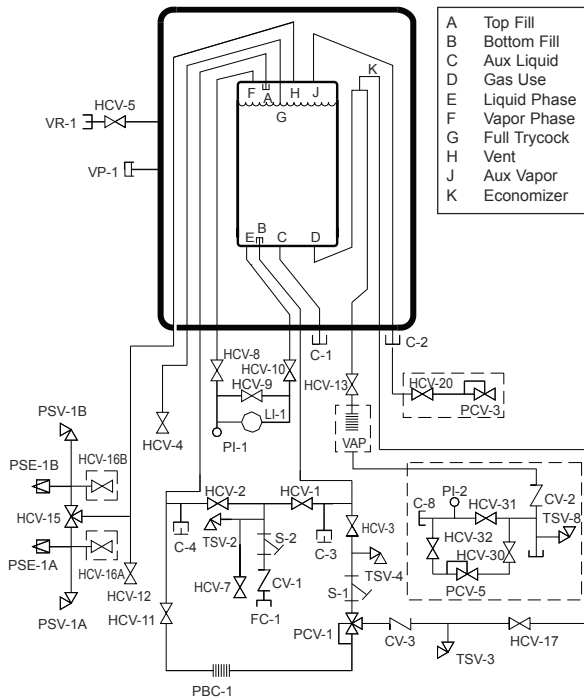 A Top Fill
B Bottom Fill
C Aux Liquid
D Gas Use
E Liquid Phase
F Vapor Phase
G Full Trycock
H Vent
J Aux Vapor
K Economizer
K
F A H J
G
HCV-5
VR-1
VP-1
B
E C D
C-1
C-2
HCV-8
HCV-10
HCV-9
HCV-13
HCV-20
PCV-3
LI-1
HCV-4
PI-1
VAP
PSV-1B
PSE-1B
HCV-16B
HCV-15
PSE-1A
HCV-16A
PSV-1A
HCV-12
HCV-11
HCV-2
HCV-1
C-4
TSV-2
S-2
C-3
HCV-3
TSV-4
HCV-7
CV-1
FC-1
S-1
PCV-1
CV-3
TSV-3
HCV-17
PBC-1
C-8
PI-2
HCV-31
CV-2
TSV-8
HCV-32
HCV-30
PCV-5